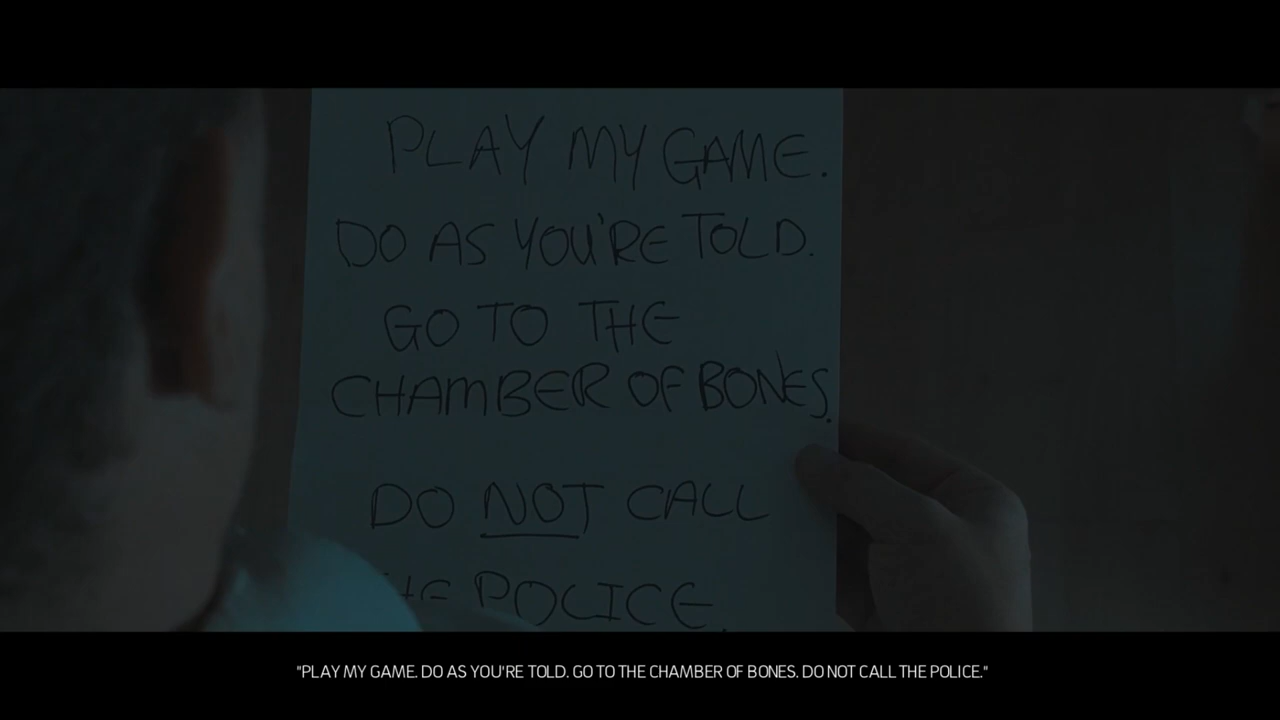 PLAY MY GAME.
DO AS YOU'RE TOLD.
GO TO THE
CHAMBER OF BONES.
DO NOT CALL
HE POLICE.
"PLAY MY GAME. DO AS YOU'RE TOLD. GO TO THE CHAMBER OF BONES. DO NOT CALL THE POLICE."